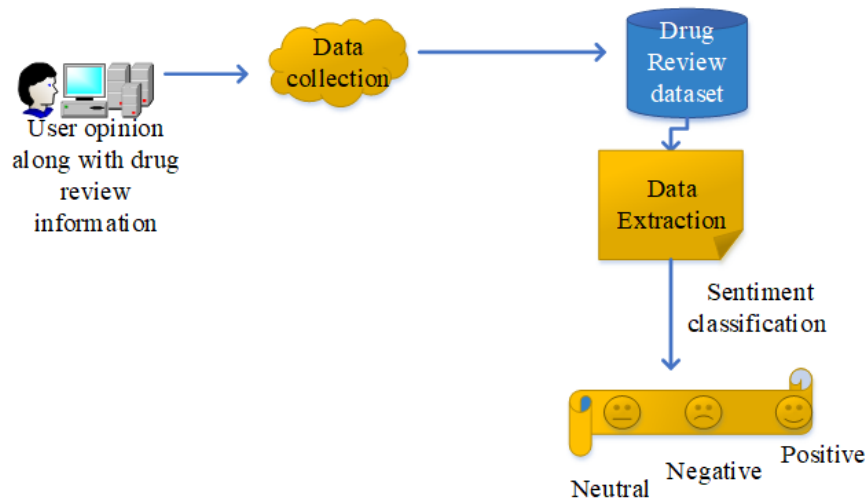 User opinion
along with drug
review
information
Data
collection
Drug
Review
dataset
Data
Extraction
Sentiment
classification
Neutral
Negative
Positive